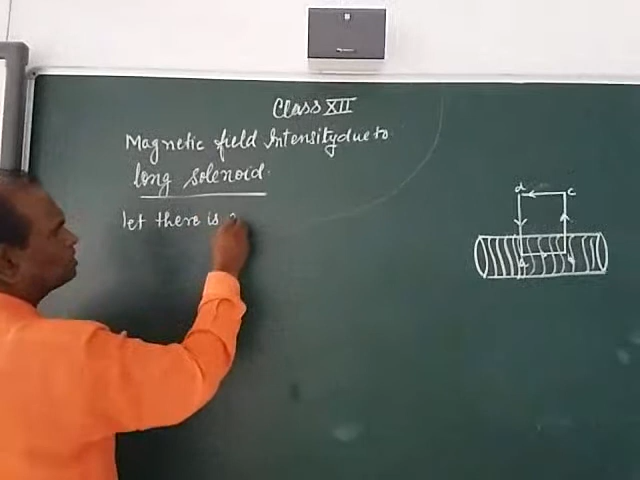 Class XII
Magnetic field Intensity due to
long solenoid.
let there is
d c